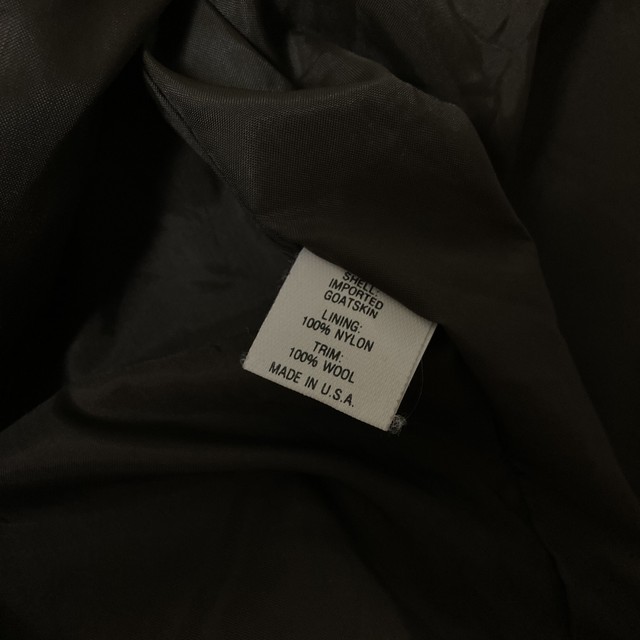 SHELL:
IMPORTED
GOATSKIN
LINING:
100% NYLON
TRIM:
100% WOOL
MADE IN U.S.A.